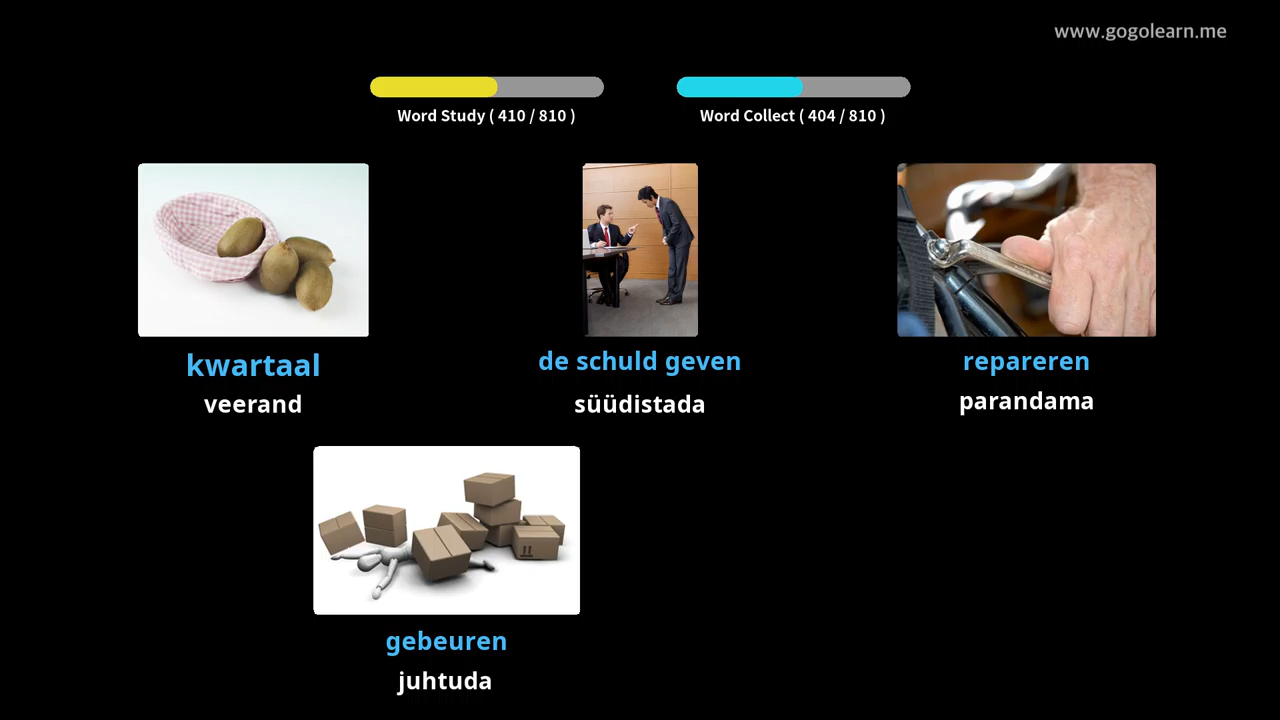 www.gogolearn.me
Word Study ( 410 / 810 )
Word Collect ( 404 / 810 )
kwartaal
veerand
de schuld geven
süüdistada
repareren
parandama
gebeuren
juhtuda